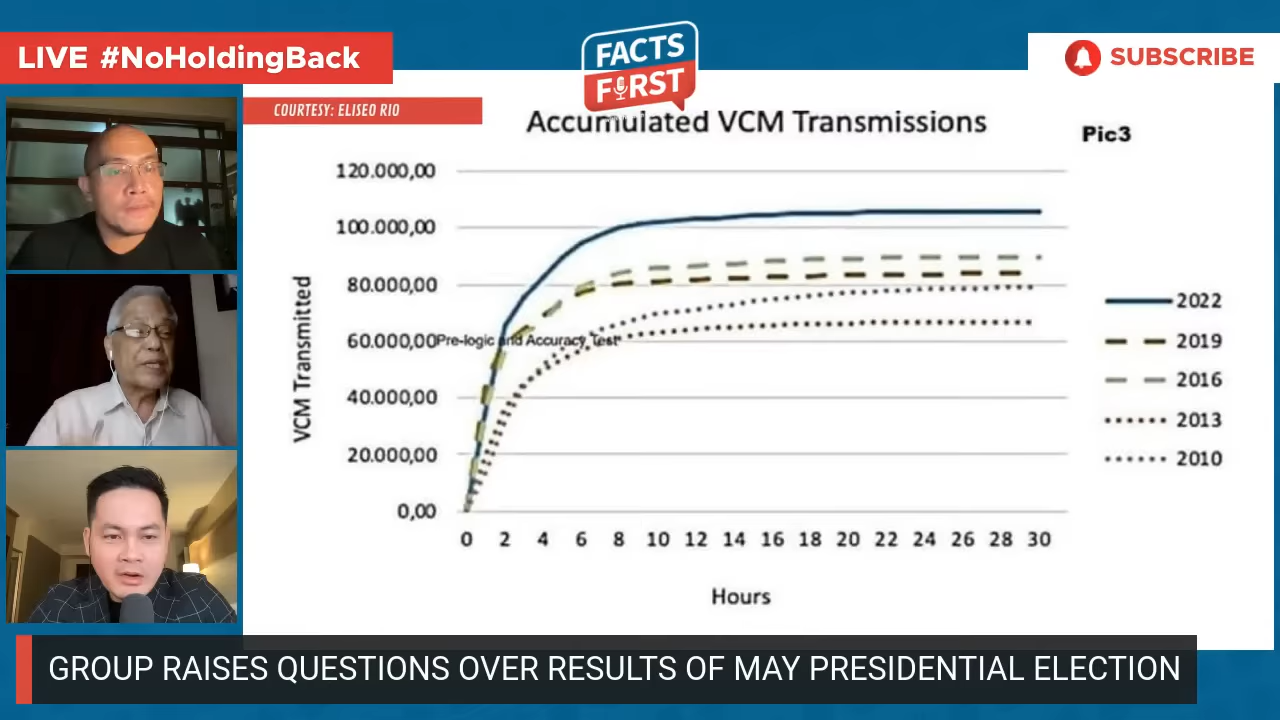 LIVE #NoHoldingBack
FACTS
FIRST
SUBSCRIBE
COURTESY: ELISEO RIO
Accumulated VCM Transmissions
Pic3
120.000,00
100.000,00
80.000,00
60.000,00
40.000,00
20.000,00
0,00
VCM Transmitted
Pre-logic and Accuracy Test
0 2 4 6 8 10 12 14 16 18 20 22 24 26 28 30
Hours
2022
2019
2016
2013
2010
GROUP RAISES QUESTIONS OVER RESULTS OF MAY PRESIDENTIAL ELECTION